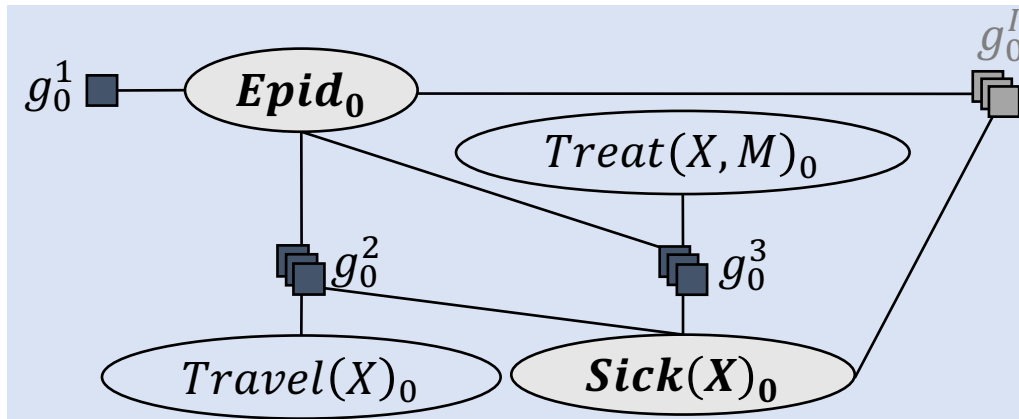 g_0^I
g_0^1
Epid_0
Treat(X, M)_0
g_0^2
g_0^3
Travel(X)_0
Sick(X)_0